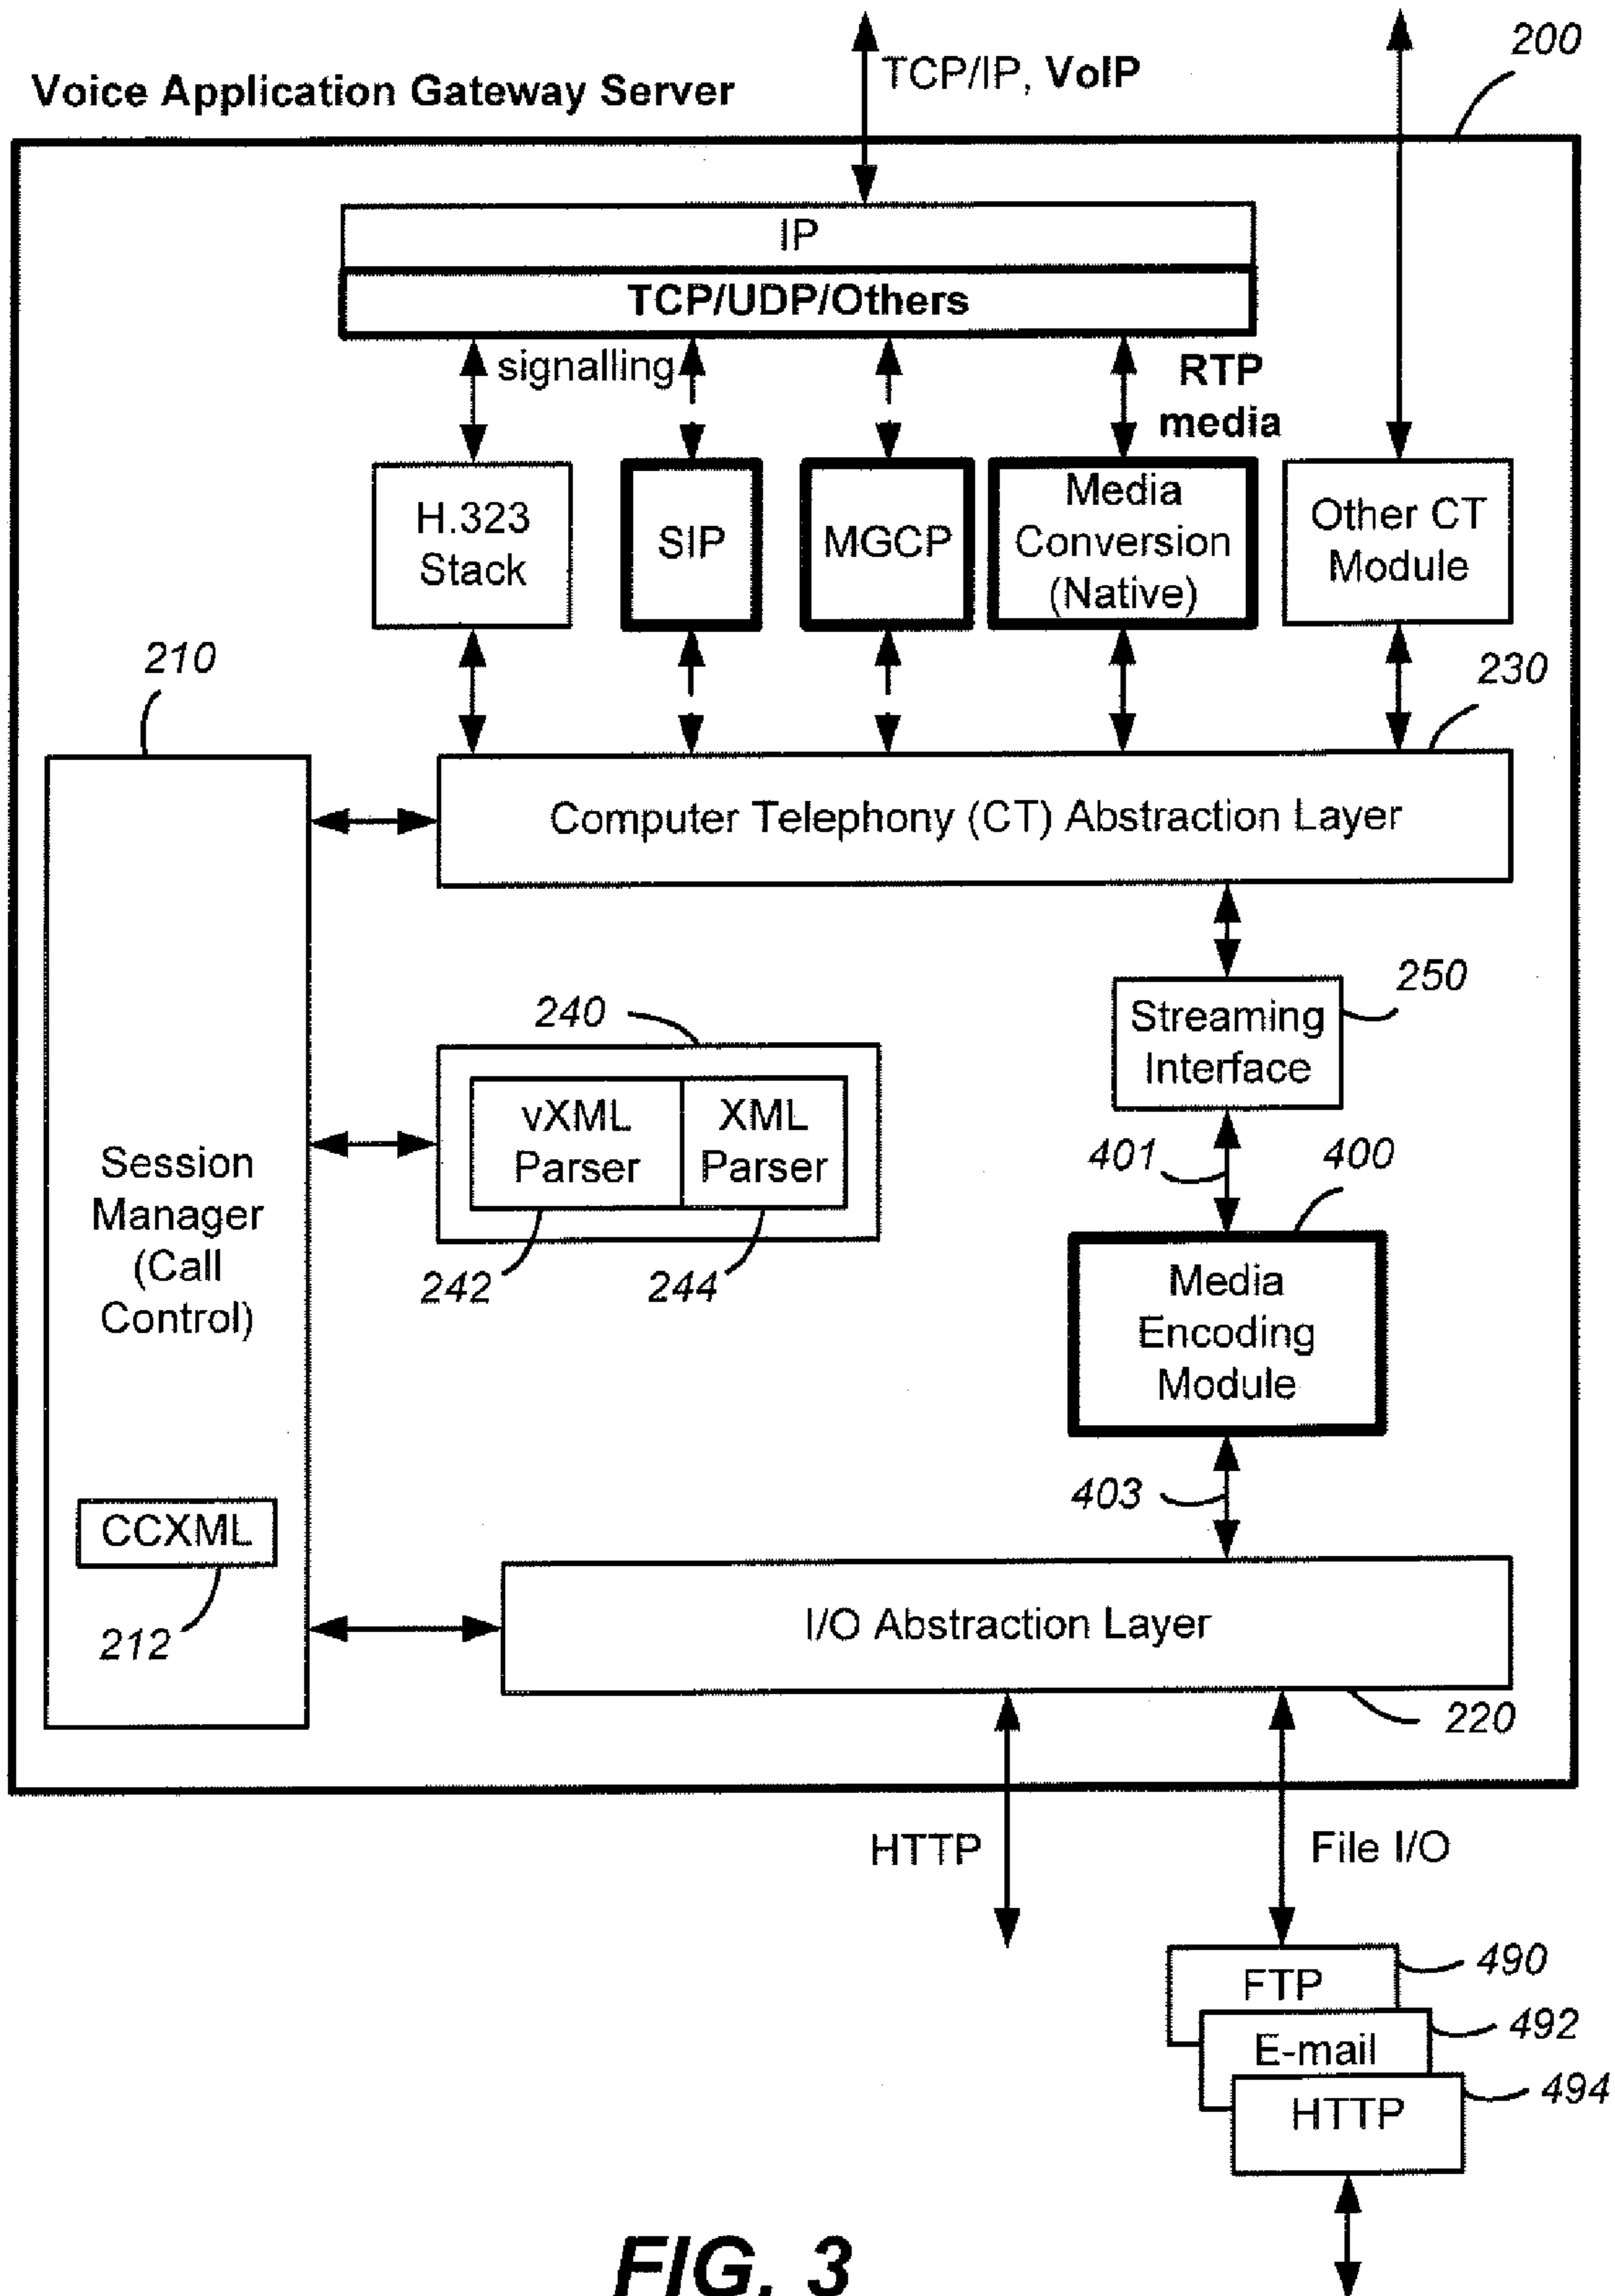 200
TCP/IP, VoIP
Voice Application Gateway Server
IP
TCP/UDP/Others
signalling
RTP
media
H.323
Stack
SIP
MGCP
Media
Conversion
(Native)
Other CT
Module
210
230
Computer Telephony (CT) Abstraction Layer
250
Streaming
Interface
240
vXML
Parser
XML
Parser
242
244
401
400
Session
Manager
(Call
Control)
Media
Encoding
Module
403
CCXML
212
I/O Abstraction Layer
220
HTTP
File I/O
FTP
490
E-mail
492
HTTP
494
FIG. 3